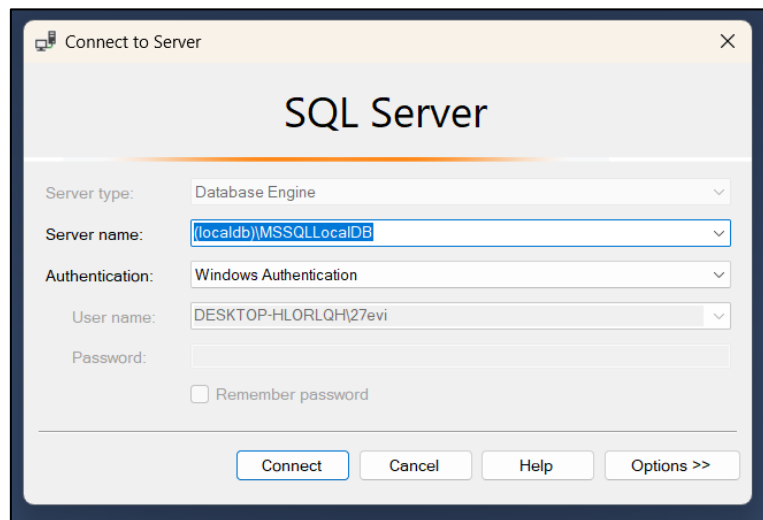 Connect to Server
SQL Server
Server type: Database Engine
Server name: (localdb)\MSSQLLocalDB
Authentication: Windows Authentication
User name: DESKTOP-HLORLQH\27evi
Password:
Remember password
Connect Cancel Help Options >>